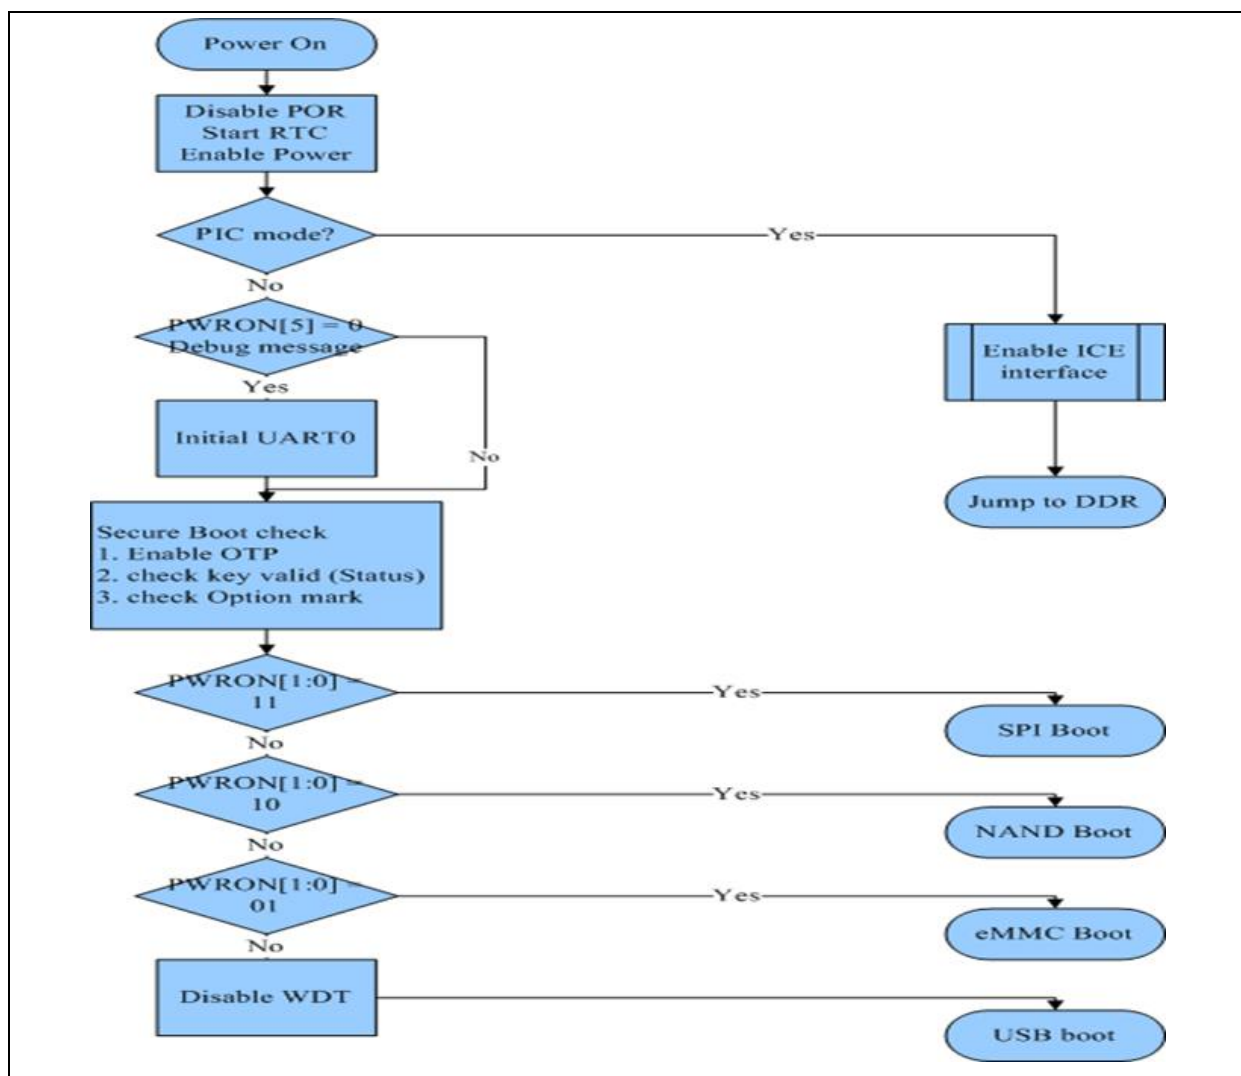 Power On
Disable POR
Start RTC
Enable Power
PIC mode?
Yes
No
PWRON[5] = 0
Debug message
Enable ICE
interface
Yes
Initial UART0
No
Jump to DDR
Secure Boot check
1. Enable OTP
2. check key valid (Status)
3. check Option mark
PWRON[1:0] =
11
Yes
SPI Boot
No
PWRON[1:0] =
10
Yes
NAND Boot
No
PWRON[1:0] =
01
Yes
eMMC Boot
No
Disable WDT
USB boot